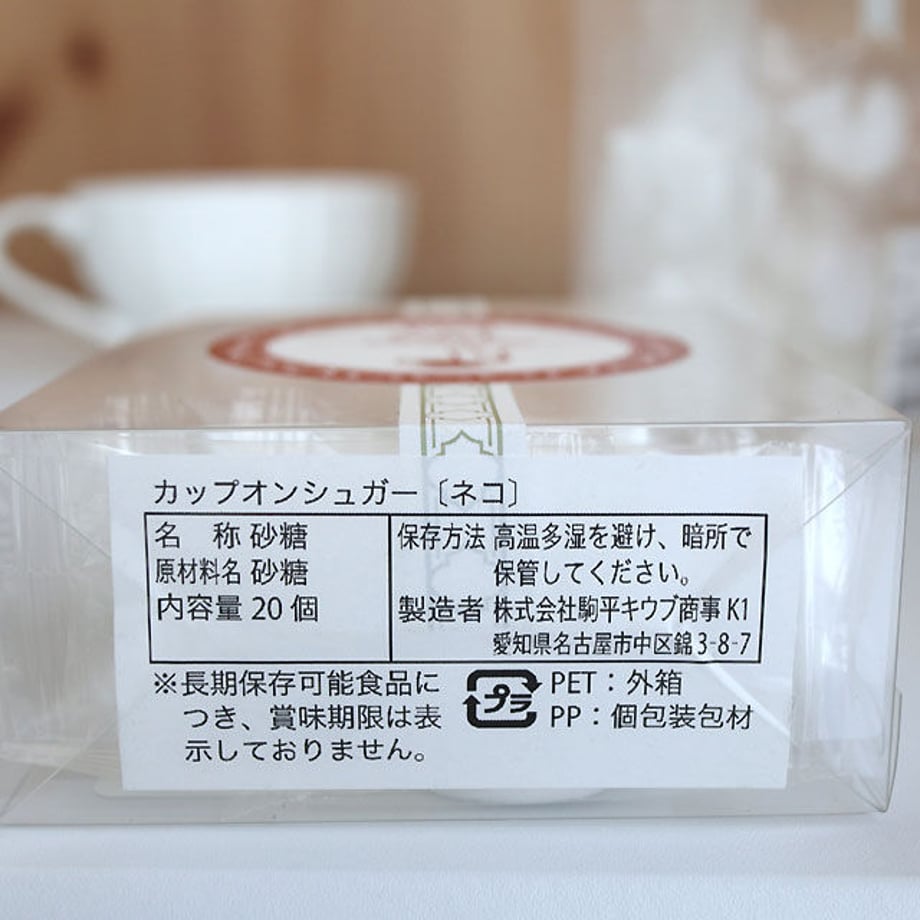 カップオンシュガー〔ネコ〕
名　称 砂糖
原材料名 砂糖
内容量 20 個
保存方法 高温多湿を避け、暗所で
保管してください。
製造者 株式会社駒平キウブ商事 K1
愛知県名古屋市中区錦 3-8-7
※長期保存可能食品に
つき、賞味期限は表
示しておりません。
プラ
PET：外箱
PP：個包装包材